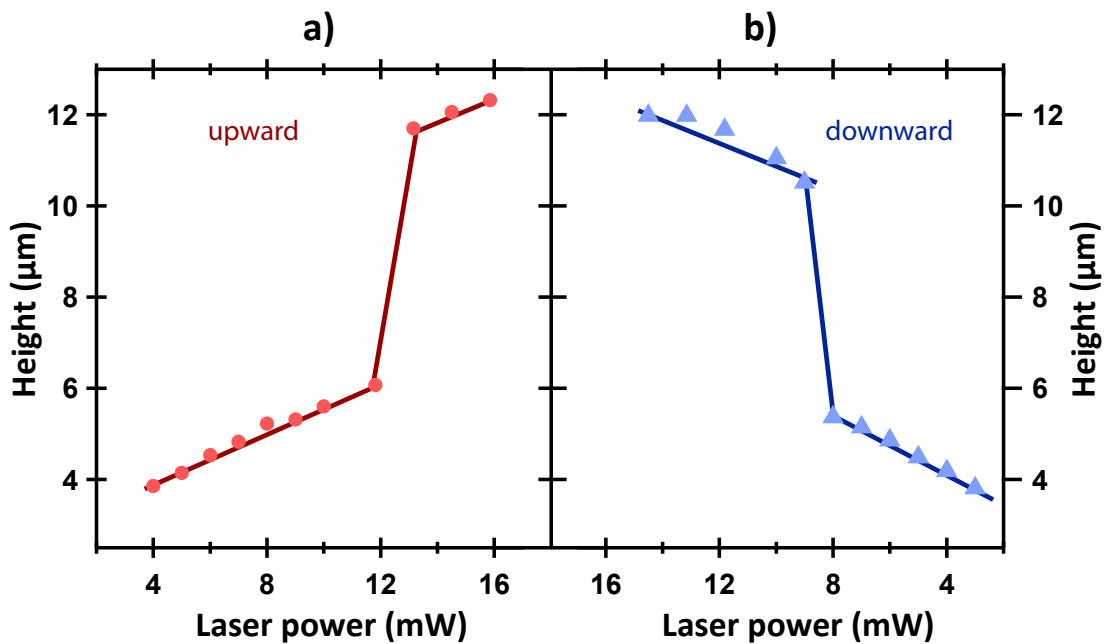 a)
b)
upward
downward
12
10
8
6
4
12
10
8
6
4
Height (µm)
Height (µm)
4 8 12 16
16 12 8 4
Laser power (mW)
Laser power (mW)